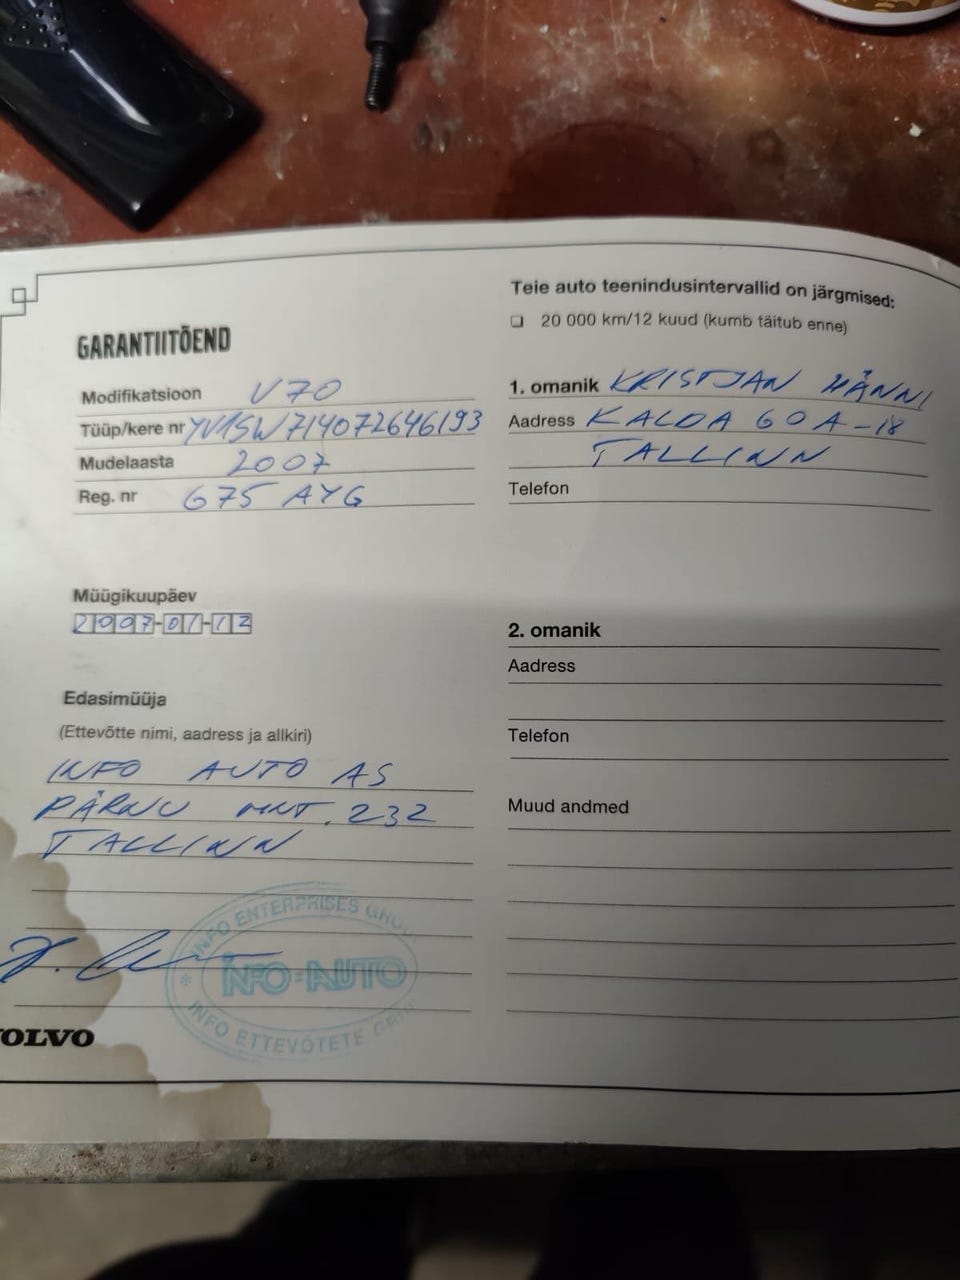 GARANTIITÕEND
Modifikatsioon V70
Tüüp/kere nr YV1SW714072646193
Mudelaasta 2007
Reg. nr 675 AYG
Müügikuupäev
2007-01-12
Edasimüüja
(Ettevõtte nimi, aadress ja allkiri)
INFO AUTO AS
PÄRNU MNT. 232
TALLINN
INFO ENTERPRISES GROUP
INFO-AUTO
INFO ETTEVÕTETE GRUPP
VOLVO
Teie auto teenindusintervallid on järgmised:
❏ 20 000 km/12 kuud (kumb täitub enne)
1. omanik KRISTJAN HÄNNI
Aadress KALDA 60A-18
TALLINN
Telefon
2. omanik
Aadress
Telefon
Muud andmed